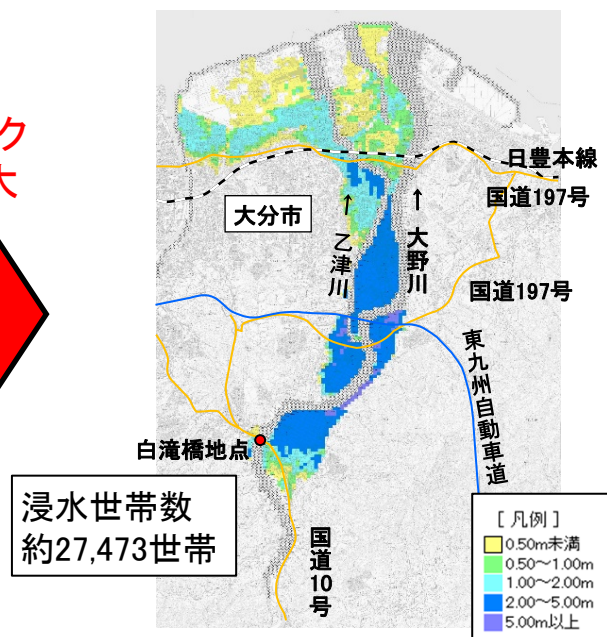 ク
大
日豊本線
国道197号
大分市
↑
乙津川
↑
大野川
国道197号
東九州自動車道
白滝橋地点
浸水世帯数
約27,473世帯
国道10号
[ 凡例 ]
0.50m未満
0.50～1.00m
1.00～2.00m
2.00～5.00m
5.00m以上